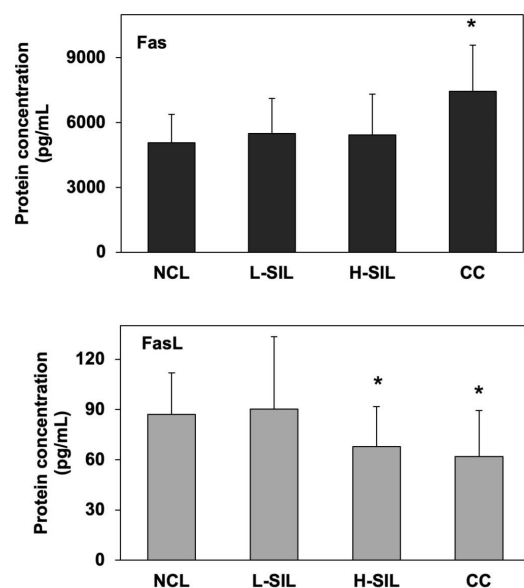 Fas
*
Protein concentration
(pg/mL)
9000
6000
3000
0
NCL L-SIL H-SIL CC
FasL
*
*
Protein concentration
(pg/mL)
120
90
60
30
0
NCL L-SIL H-SIL CC